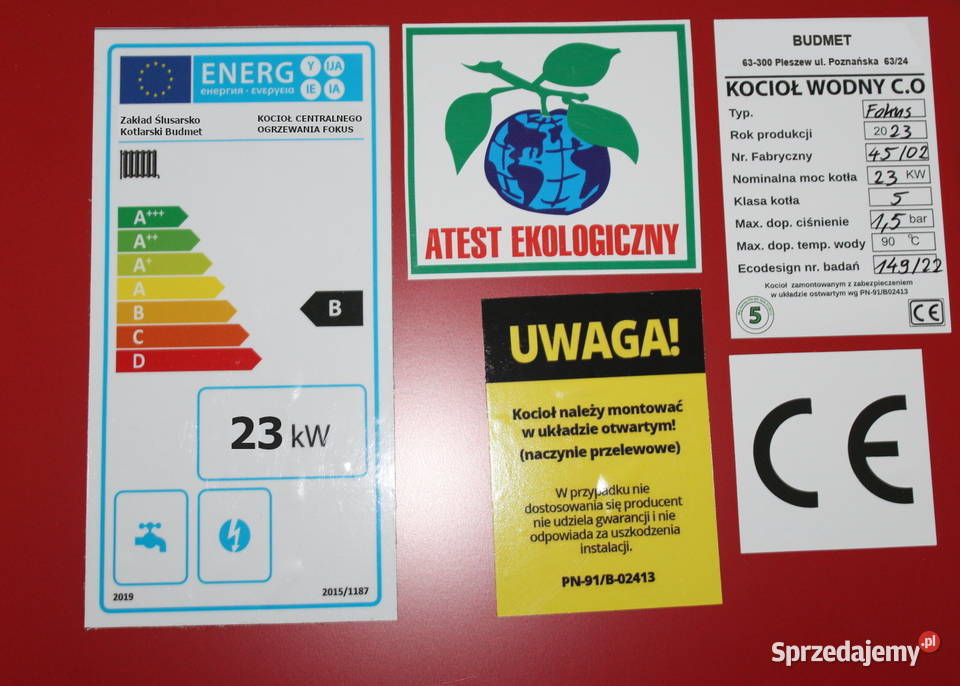 ENERG Y IJA
енергия · ενεργεια IE IA
Zakład Ślusarsko
Kotlarski Budmet
KOCIOŁ CENTRALNEGO
OGRZEWANIA FOKUS
A+++
A++
A+
A
B
C
D
B
23 kW
2019
2015/1187
ATEST EKOLOGICZNY
UWAGA!
Kocioł należy montować
w układzie otwartym!
(naczynie przelewowe)
W przypadku nie
dostosowania się producent
nie udziela gwarancji i nie
odpowiada za uszkodzenia
instalacji.
PN-91/B-02413
BUDMET
63-300 Pleszew ul. Poznańska 63/24
KOCIOŁ WODNY C.O
Typ. Fokus
Rok produkcji 2023
Nr. Fabryczny 45/02
Nominalna moc kotła 23 KW
Klasa kotła 5
Max. dop. ciśnienie 1,5 bar
Max. dop. temp. wody 90 °C
Ecodesign nr. badań 149/22
Kocioł zamontowanym z zabezpieczeniem
w układzie otwartym wg PN-91/B02413
5
CE
CE
Sprzedajemy.pl